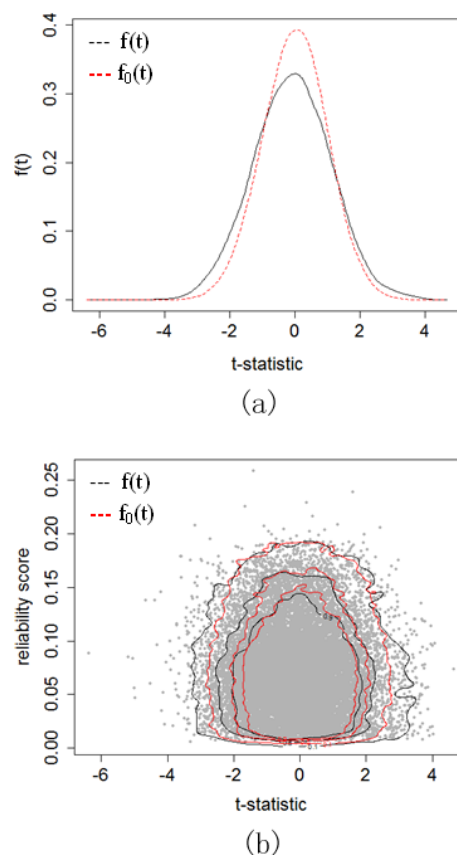 f(t)
f₀(t)
0.4
0.3
0.2
0.1
0.0
f(t)
-6 -4 -2 0 2 4
t-statistic
(a)
f(t)
f₀(t)
0.25
0.20
0.15
0.10
0.05
0.00
reliability score
0.1
-6 -4 -2 0 2 4
t-statistic
(b)